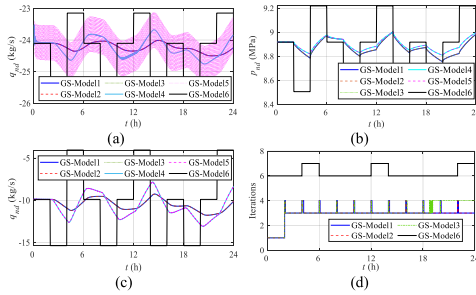 -23
-24
-25
-26
q_nd (kg/s)
GS-Model1 GS-Model3 GS-Model5
GS-Model2 GS-Model4 GS-Model6
0 6 12 18 24
t (h)
(a)
9.2
9
8.8
8.6
8.4
p_nd (MPa)
GS-Model1 GS-Model4
GS-Model2 GS-Model5
GS-Model3 GS-Model6
0 6 12 18 24
t (h)
(b)
-5
-10
-15
q_nd (kg/s)
GS-Model1 GS-Model3 GS-Model5
GS-Model2 GS-Model4 GS-Model6
0 6 12 18 24
t (h)
(c)
8
6
4
2
0
Iterations
GS-Model1 GS-Model3
GS-Model2 GS-Model6
0 6 12 18 24
t (h)
(d)